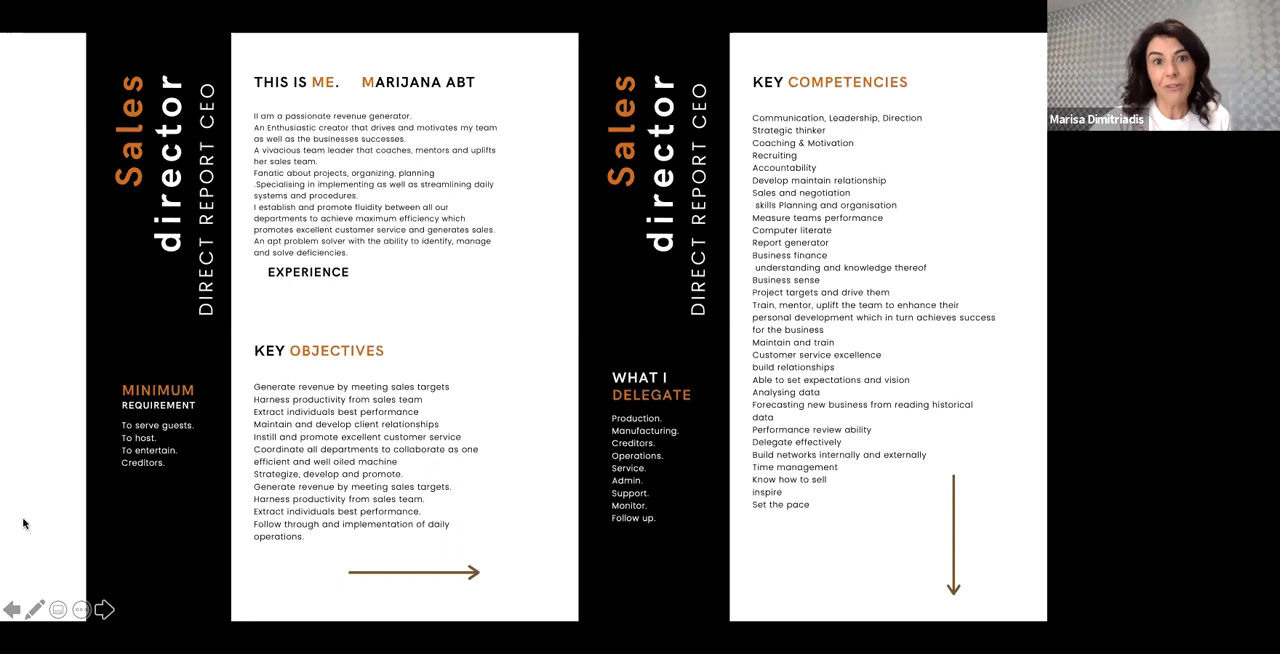 Sales
director
DIRECT REPORT CEO
MINIMUM
REQUIREMENT
To serve guests.
To host.
To entertain.
Creditors.
THIS IS ME. MARIJANA ABT
II am a passionate revenue generator.
An Enthusiastic creator that drives and motivates my team
as well as the businesses successes.
A vivacious team leader that coaches, mentors and uplifts
her sales team.
Fanatic about projects, organizing, planning
.Specialising in implementing as well as streamlining daily
systems and procedures.
I establish and promote fluidity between all our
departments to achieve maximum efficiency which
promotes excellent customer service and generates sales.
An apt problem solver with the ability to identify, manage
and solve deficiencies.
EXPERIENCE
KEY OBJECTIVES
Generate revenue by meeting sales targets
Harness productivity from sales team
Extract individuals best performance
Maintain and develop client relationships
Instill and promote excellent customer service
Coordinate all departments to collaborate as one
efficient and well oiled machine
Strategize, develop and promote.
Generate revenue by meeting sales targets.
Harness productivity from sales team.
Extract individuals best performance.
Follow through and implementation of daily
operations.
Sales
director
DIRECT REPORT CEO
WHAT I
DELEGATE
Production.
Manufacturing.
Creditors.
Operations.
Service.
Admin.
Support.
Monitor.
Follow up.
KEY COMPETENCIES
Communication, Leadership, Direction
Strategic thinker
Coaching & Motivation
Recruiting
Accountability
Develop maintain relationship
Sales and negotiation
skills Planning and organisation
Measure teams performance
Computer literate
Report generator
Business finance
understanding and knowledge thereof
Business sense
Project targets and drive them
Train, mentor, uplift the team to enhance their
personal development which in turn achieves success
for the business
Maintain and train
Customer service excellence
build relationships
Able to set expectations and vision
Analysing data
Forecasting new business from reading historical
data
Performance review ability
Delegate effectively
Build networks internally and externally
Time management
Know how to sell
inspire
Set the pace
Marisa Dimitriadis